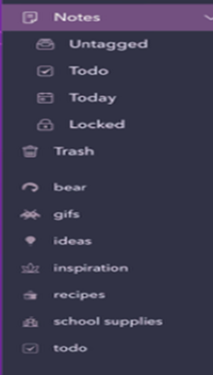 Notes
Untagged
Todo
Today
Locked
Trash
bear
gifs
ideas
inspiration
recipes
school supplies
todo